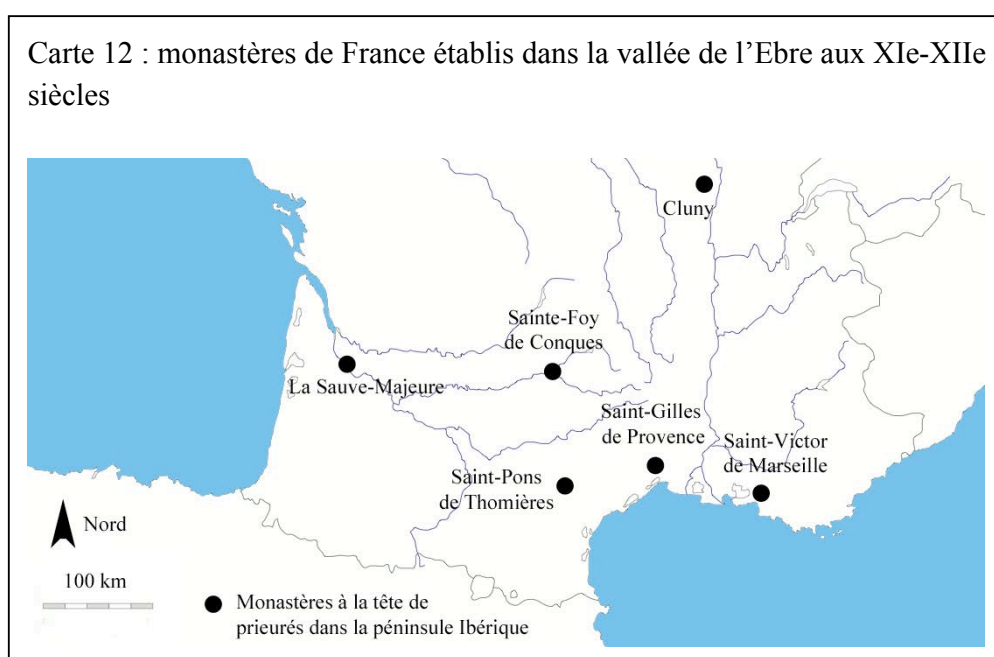 Carte 12 : monastères de France établis dans la vallée de l’Ebre aux XIe-XIIe
siècles
Cluny
Sainte-Foy
de Conques
La Sauve-Majeure
Saint-Gilles
de Provence
Saint-Victor
de Marseille
Saint-Pons
de Thomières
Nord
100 km
Monastères à la tête de
prieurés dans la péninsule Ibérique